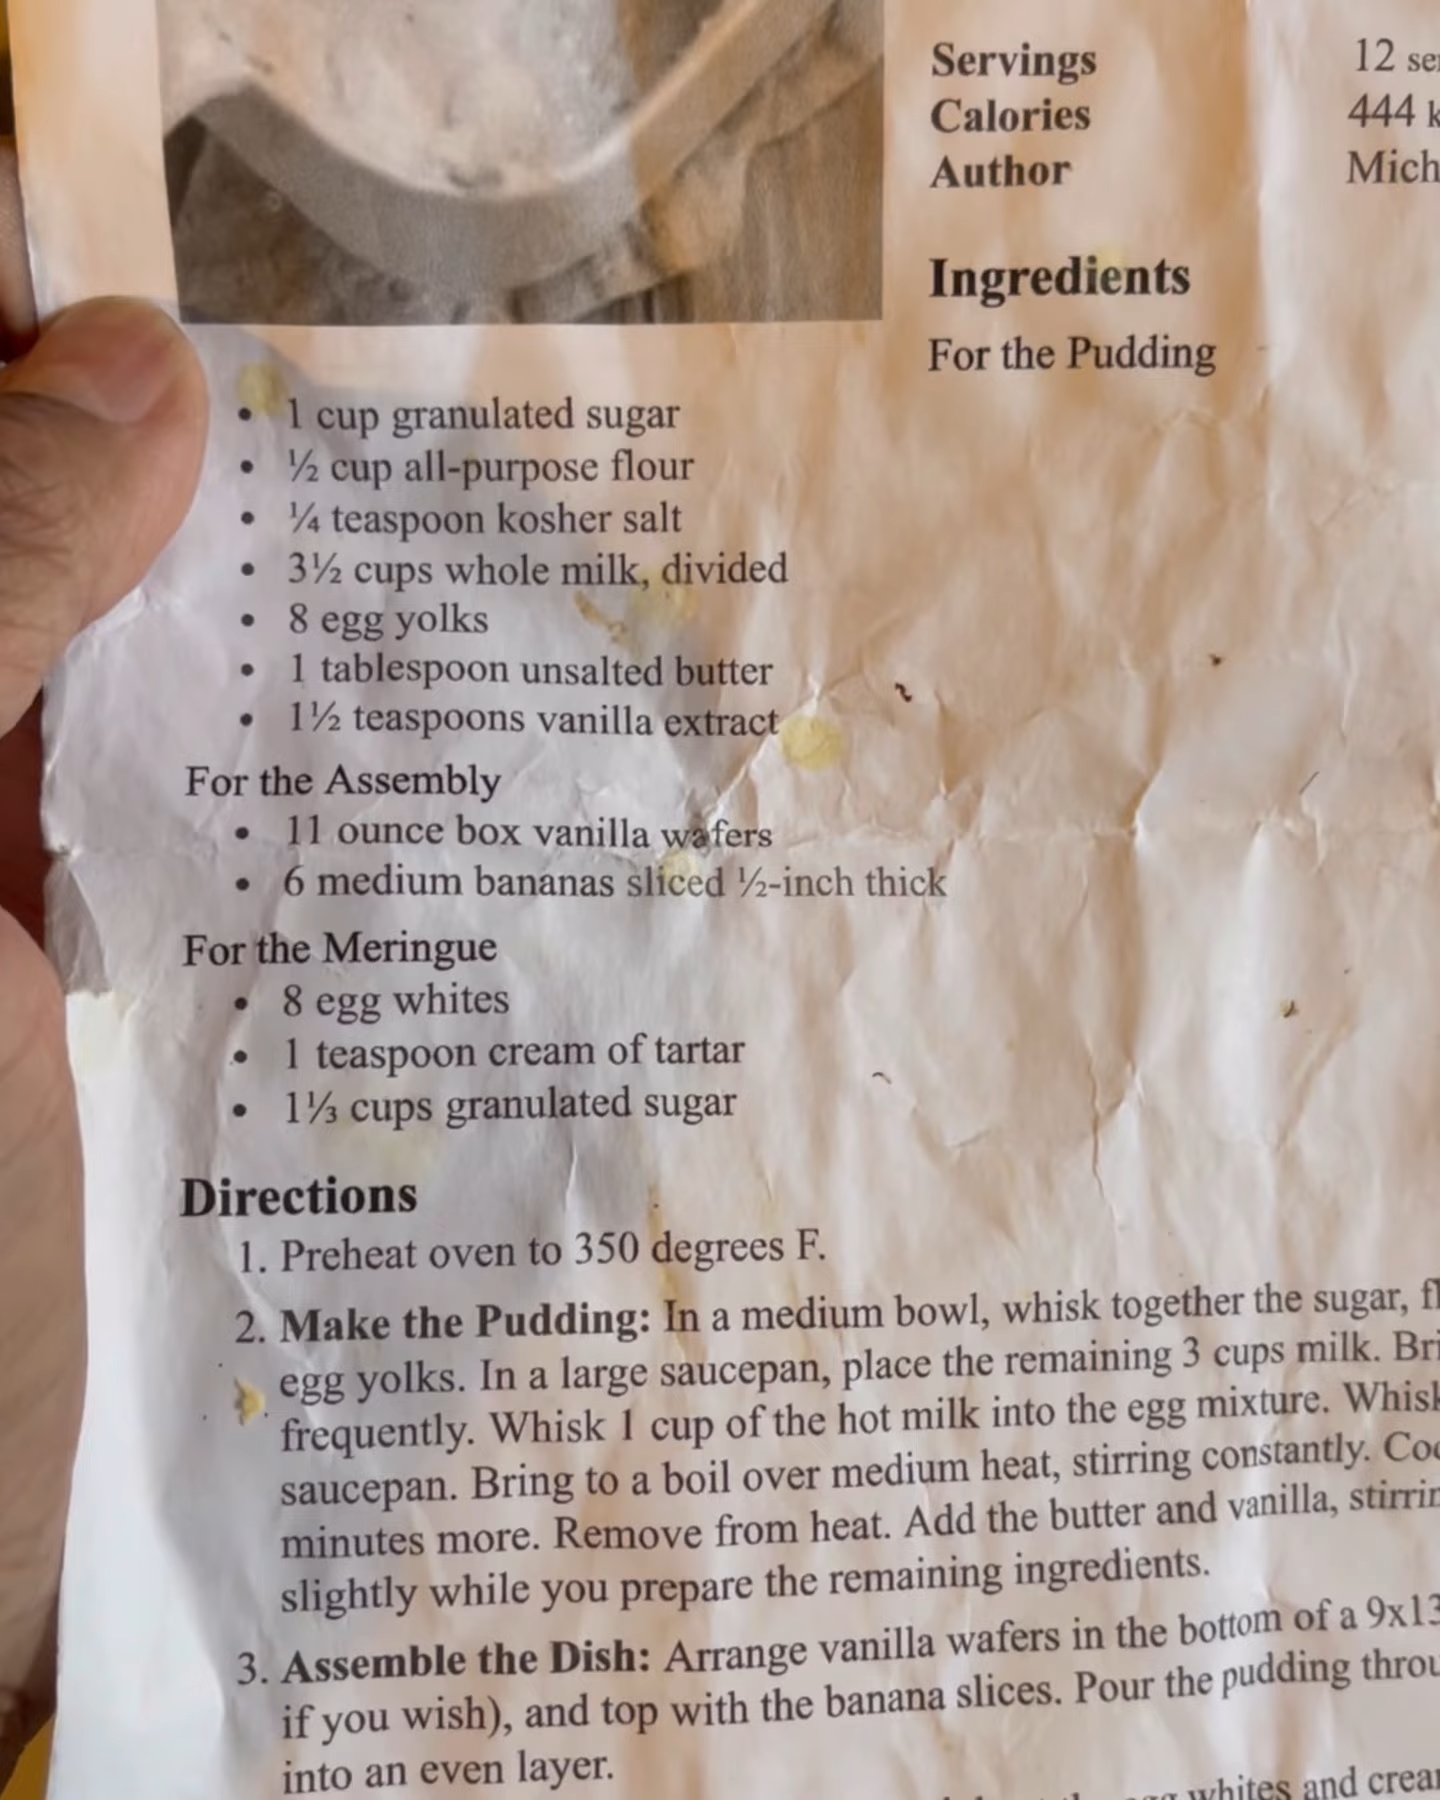 Servings 12
Calories 444
Author
Ingredients
For the Pudding
• 1 cup granulated sugar
• ½ cup all-purpose flour
• ¼ teaspoon kosher salt
• 3½ cups whole milk, divided
• 8 egg yolks
• 1 tablespoon unsalted butter
• 1½ teaspoons vanilla extract
For the Assembly
• 11 ounce box vanilla wafers
• 6 medium bananas sliced ½-inch thick
For the Meringue
• 8 egg whites
• 1 teaspoon cream of tartar
• 1⅓ cups granulated sugar
Directions
1. Preheat oven to 350 degrees F.
2. Make the Pudding: In a medium bowl, whisk together the sugar,
egg yolks. In a large saucepan, place the remaining 3 cups milk.
frequently. Whisk 1 cup of the hot milk into the egg mixture. Whisk
saucepan. Bring to a boil over medium heat, stirring constantly.
minutes more. Remove from heat. Add the butter and vanilla,
slightly while you prepare the remaining ingredients.
3. Assemble the Dish: Arrange vanilla wafers in the bottom of a 9x13
if you wish), and top with the banana slices. Pour the pudding
into an even layer.
whites and